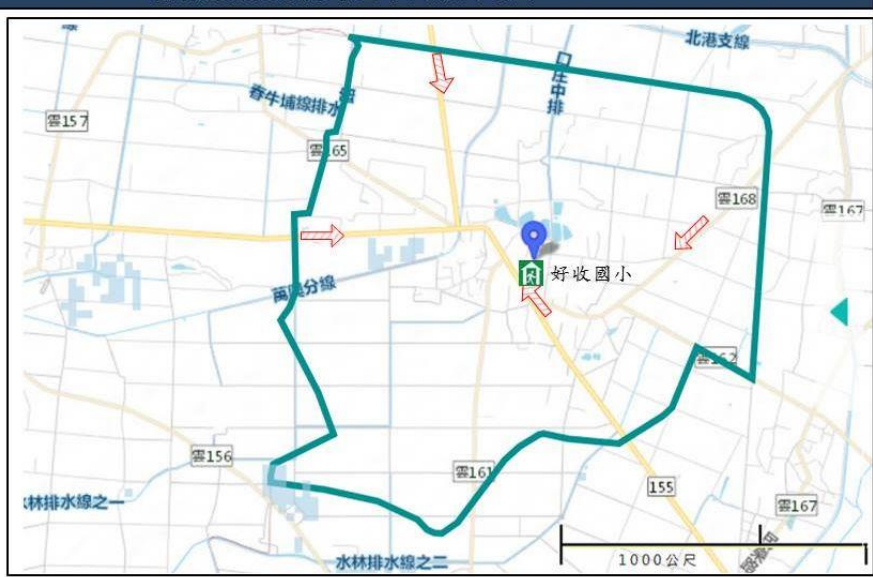 北港支線
口庄中排
春牛埔線排水
雲157
雲165
雲168
雲167
好收國小
萬興分線
雲162
雲156
雲161
155
雲167
水林排水線之一
水林排水線之二
1000公尺